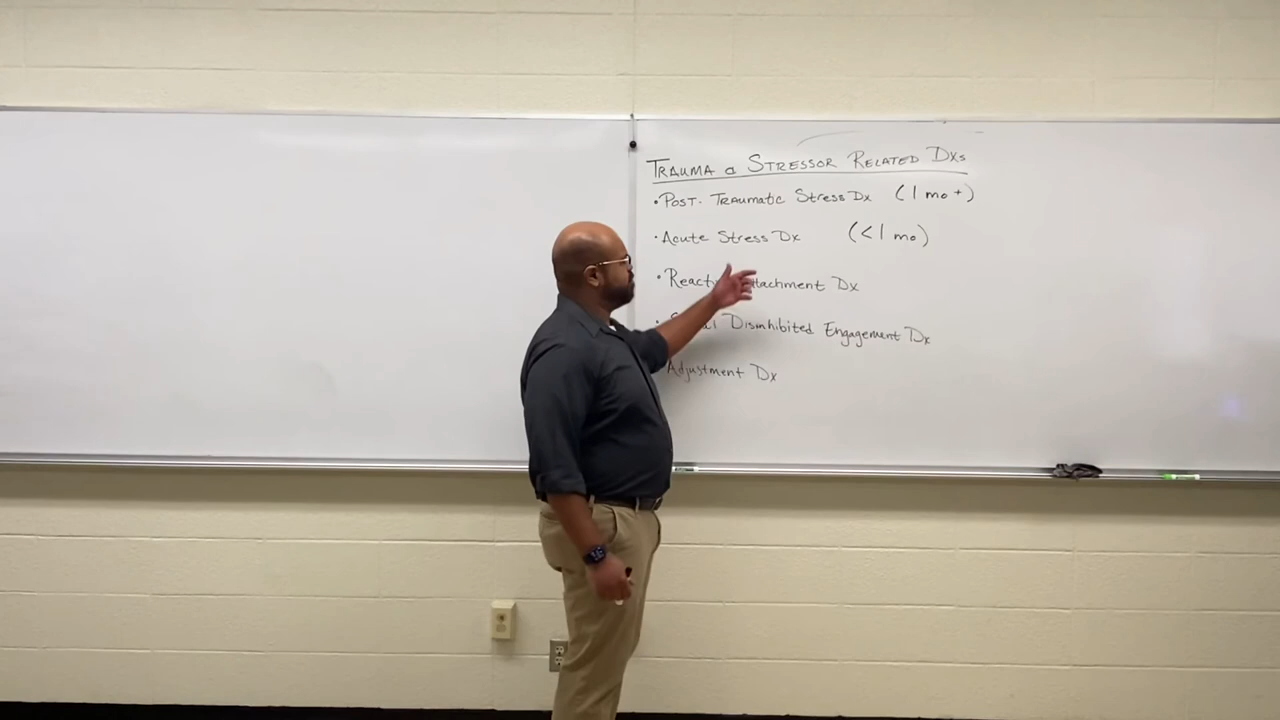 TRAUMA & STRESSOR RELATED DXs
• POST-TRAUMATIC STRESS DX (1 mo +)
• Acute Stress Dx (<1 mo)
• React ttachment Dx
• Disinhibited Engagement Dx
Adjustment Dx